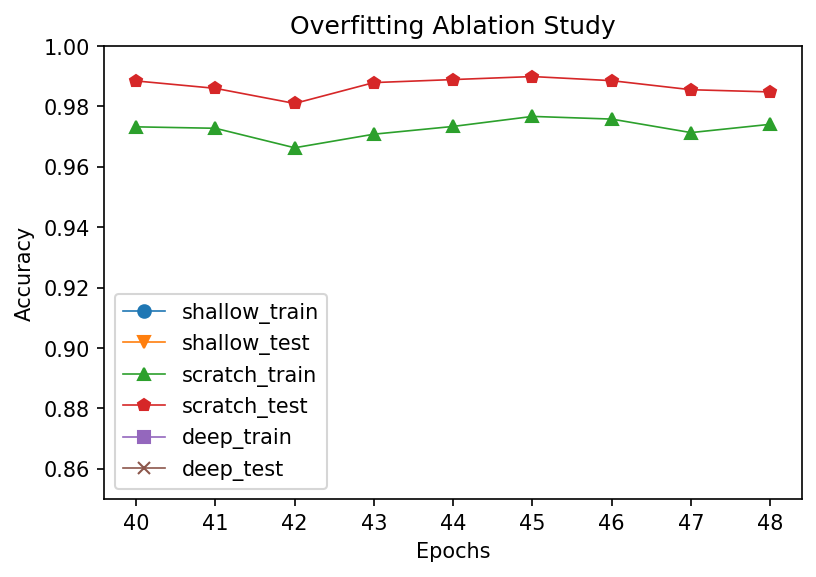 Overfitting Ablation Study
1.00
0.98
0.96
0.94
0.92
0.90
0.88
0.86
Accuracy
shallow_train
shallow_test
scratch_train
scratch_test
deep_train
deep_test
40 41 42 43 44 45 46 47 48
Epochs